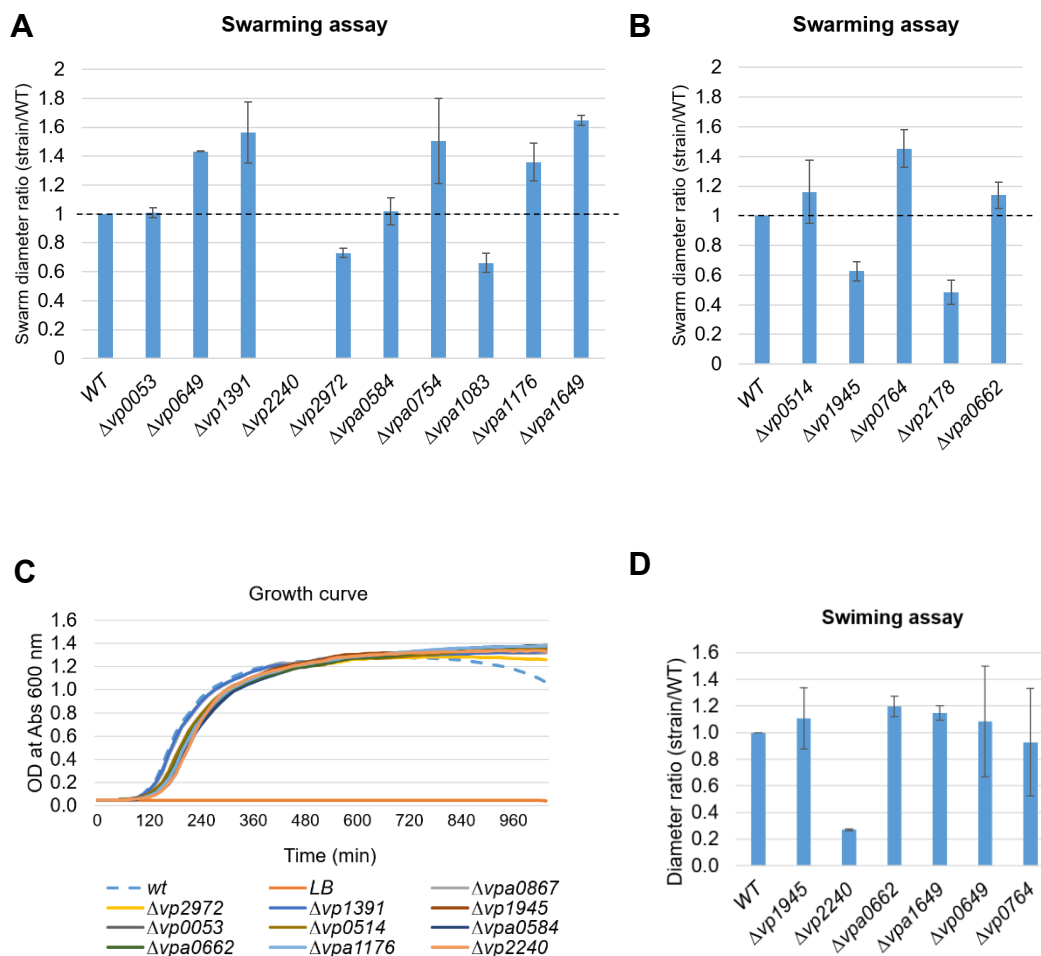 A
Swarming assay
Swarm diameter ratio (strain/WT)
2
1.8
1.6
1.4
1.2
1
0.8
0.6
0.4
0.2
0
WT
Δvp0053
Δvp0649
Δvp1391
Δvp2240
Δvp2972
Δvpa0584
Δvpa0754
Δvpa1083
Δvpa1176
Δvpa1649
B
Swarming assay
Swarm diameter ratio (strain/WT)
2
1.8
1.6
1.4
1.2
1
0.8
0.6
0.4
0.2
0
WT
Δvp0514
Δvp1945
Δvp0764
Δvp2178
Δvpa0662
C
Growth curve
OD at Abs 600 nm
1.6
1.4
1.2
1.0
0.8
0.6
0.4
0.2
0.0
0 120 240 360 480 600 720 840 960
Time (min)
wt LB Δvpa0867
Δvp2972 Δvp1391 Δvp1945
Δvp0053 Δvp0514 Δvpa0584
Δvpa0662 Δvpa1176 Δvp2240
D
Swiming assay
Diameter ratio (strain/WT)
1.6
1.4
1.2
1.0
0.8
0.6
0.4
0.2
0.0
WT
Δvp1945
Δvp2240
Δvpa0662
Δvpa1649
Δvp0649
Δvp0764